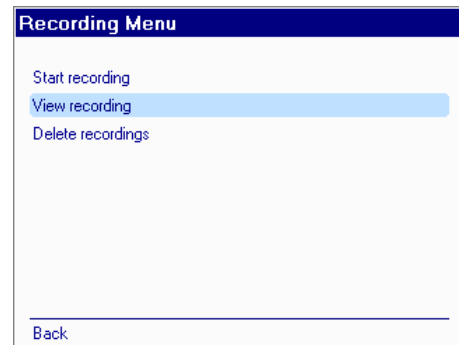 Recording Menu
Start recording
View recording
Delete recordings
Back